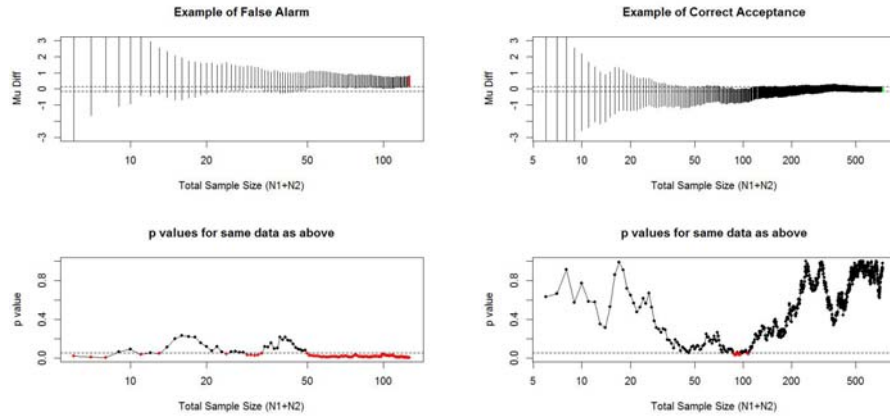 Example of False Alarm
Mu Diff
3
2
1
0
-1
-3
10 20 50 100
Total Sample Size (N1+N2)
Example of Correct Acceptance
Mu Diff
3
2
1
0
-1
-3
5 10 20 50 100 200 500
Total Sample Size (N1+N2)
p values for same data as above
p value
0.8
0.4
0.0
10 20 50 100
Total Sample Size (N1+N2)
p values for same data as above
p value
0.8
0.4
0.0
5 10 20 50 100 200 500
Total Sample Size (N1+N2)